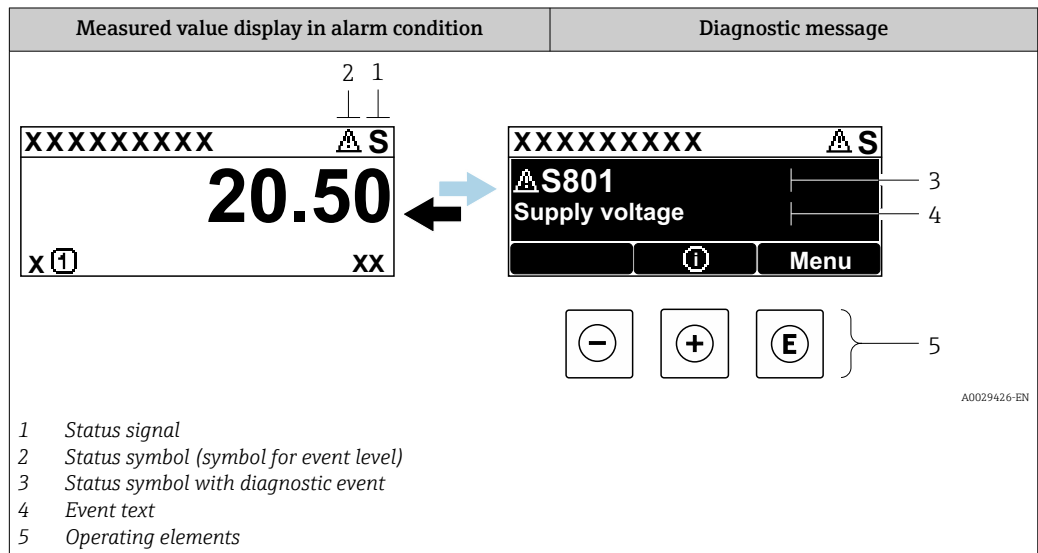 Measured value display in alarm condition
Diagnostic message
2 1
XXXXXXXXX ⚠ S
20.50
X 1 XX
XXXXXXXXX ⚠ S
⚠S801
Supply voltage
i Menu
3
4
− + E
5
A0029426-EN
1 Status signal
2 Status symbol (symbol for event level)
3 Status symbol with diagnostic event
4 Event text
5 Operating elements